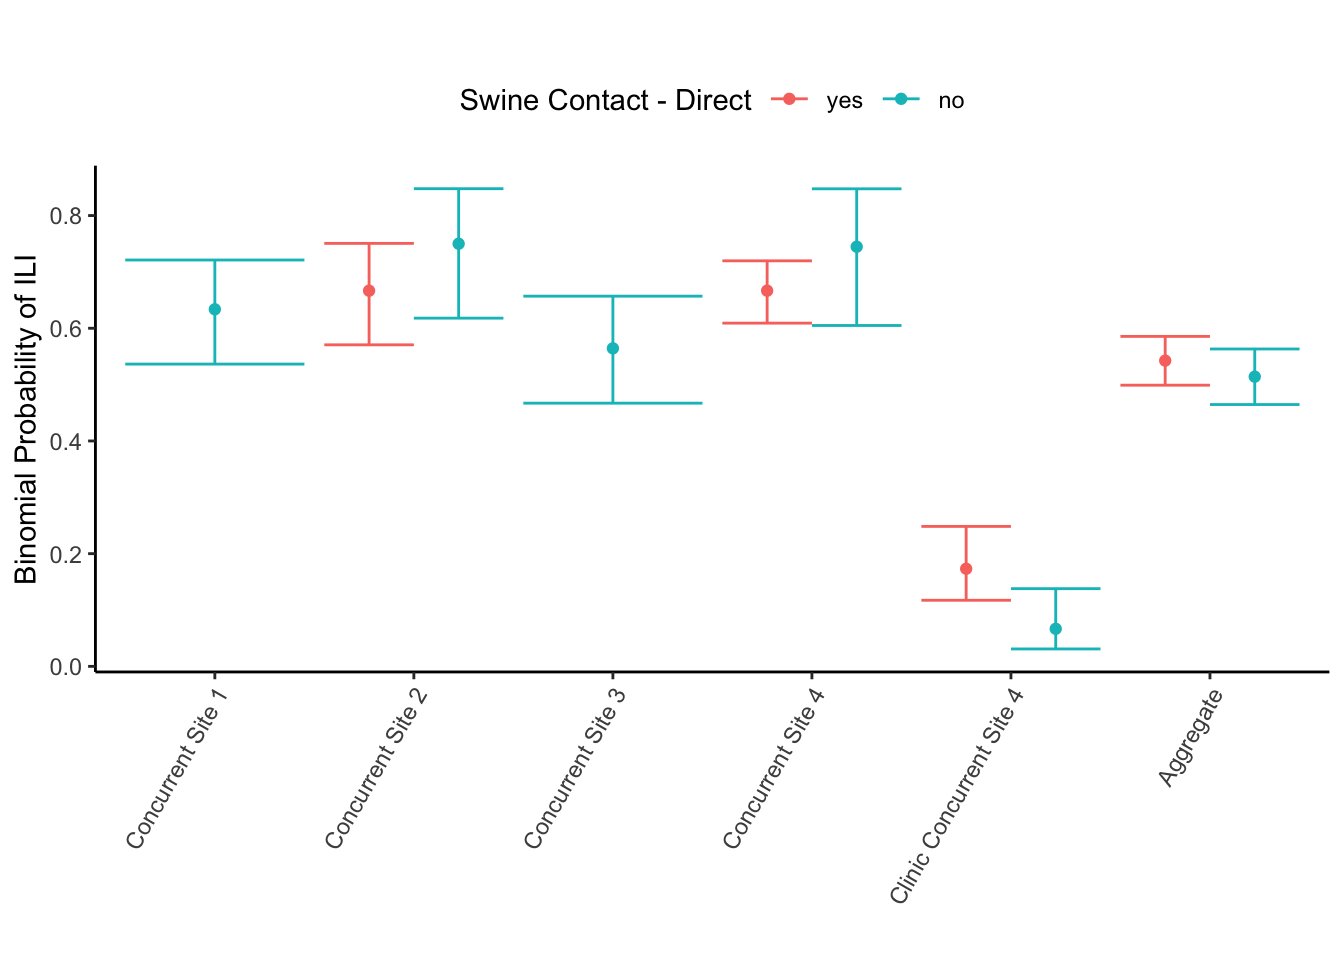 Swine Contact - Direct yes no
Binomial Probability of ILI
0.8
0.6
0.4
0.2
0.0
Concurrent Site 1
Concurrent Site 2
Concurrent Site 3
Concurrent Site 4
Clinic Concurrent Site 4
Aggregate